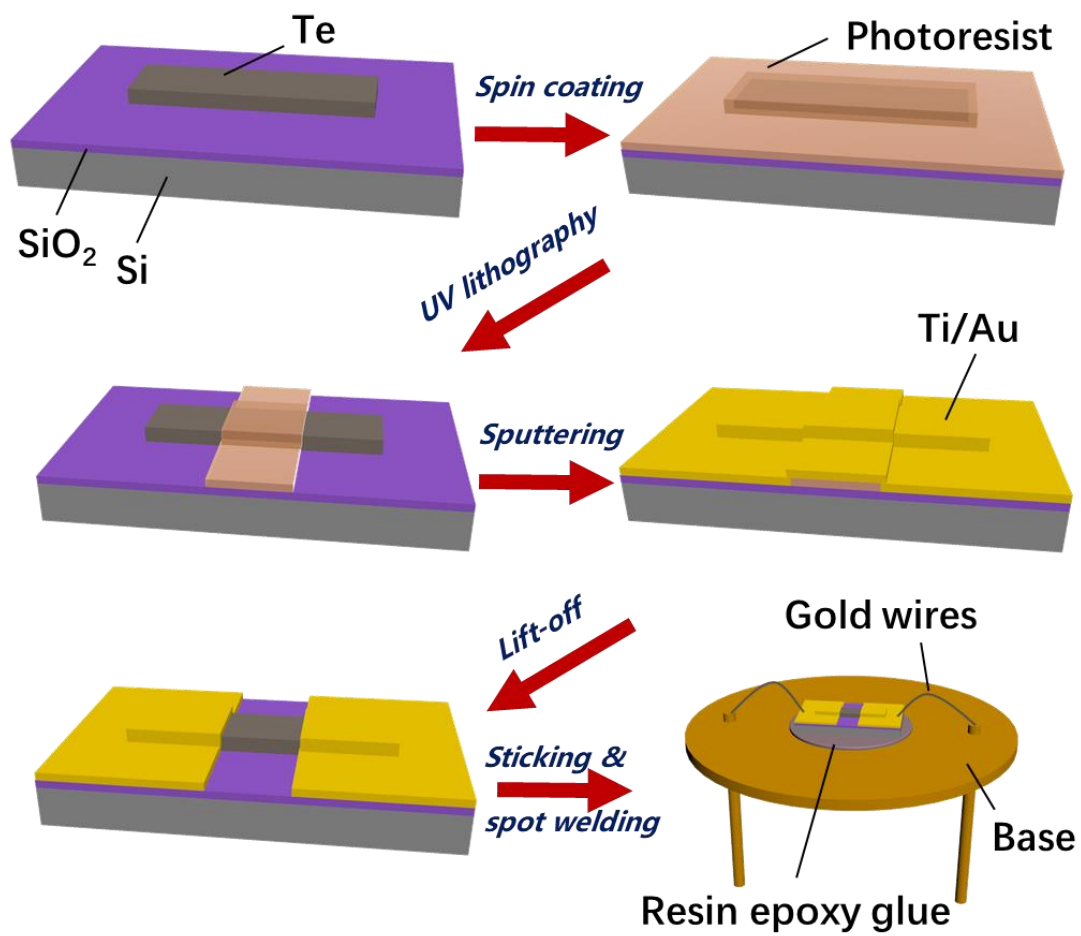 Te
Photoresist
Spin coating
SiO₂
Si
UV lithography
Ti/Au
Sputtering
Gold wires
Lift-off
Sticking &
spot welding
Base
Resin epoxy glue